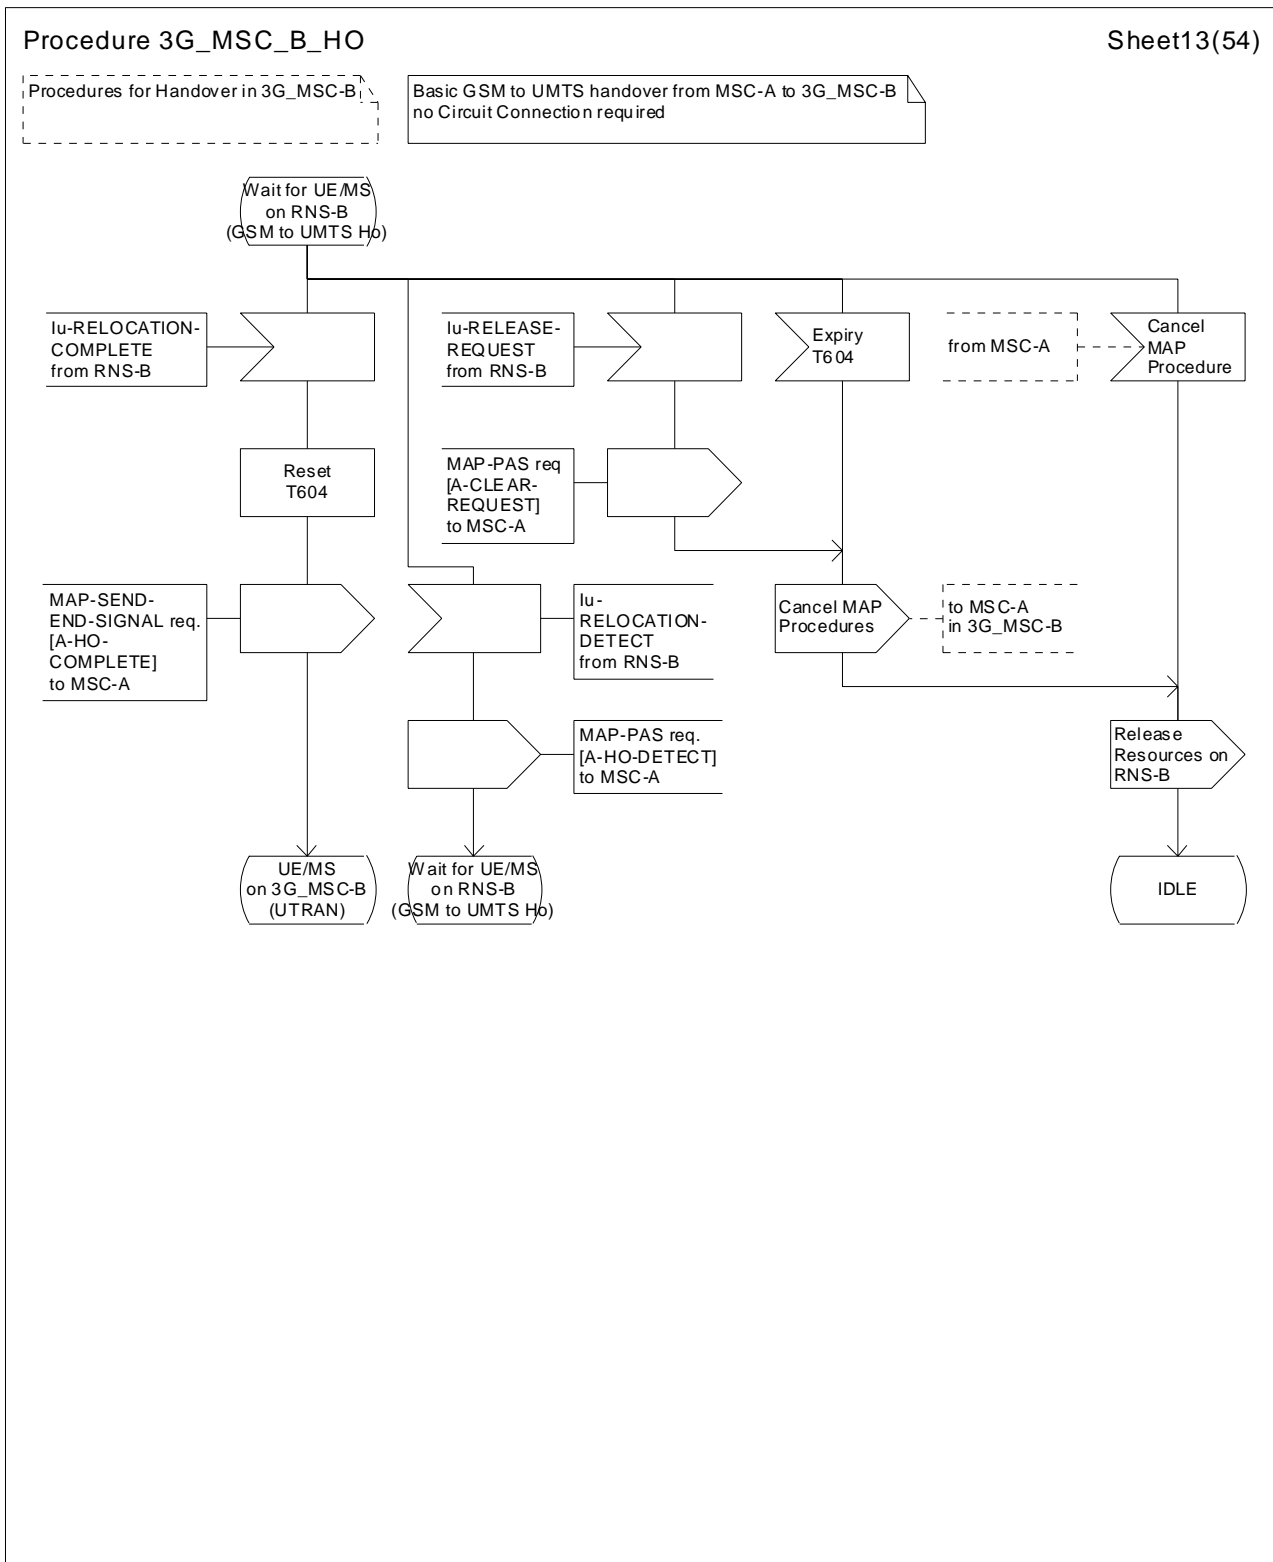 Procedure 3G_MSC_B_HO
Sheet13(54)
Procedures for Handover in 3G_MSC-B
Basic GSM to UMTS handover from MSC-A to 3G_MSC-B
no Circuit Connection required
Wait for UE/MS
on RNS-B
(GSM to UMTS Ho)
Iu-RELOCATION-
COMPLETE
from RNS-B
Iu-RELEASE-
REQUEST
from RNS-B
Expiry
T604
from MSC-A
Cancel
MAP
Procedure
Reset
T604
MAP-PAS req
[A-CLEAR-
REQUEST]
to MSC-A
MAP-SEND-
END-SIGNAL req.
[A-HO-
COMPLETE]
to MSC-A
Iu-
RELOCATION-
DETECT
from RNS-B
Cancel MAP
Procedures
to MSC-A
in 3G_MSC-B
MAP-PAS req.
[A-HO-DETECT]
to MSC-A
Release
Resources on
RNS-B
UE/MS
on 3G_MSC-B
(UTRAN)
Wait for UE/MS
on RNS-B
(GSM to UMTS Ho)
IDLE